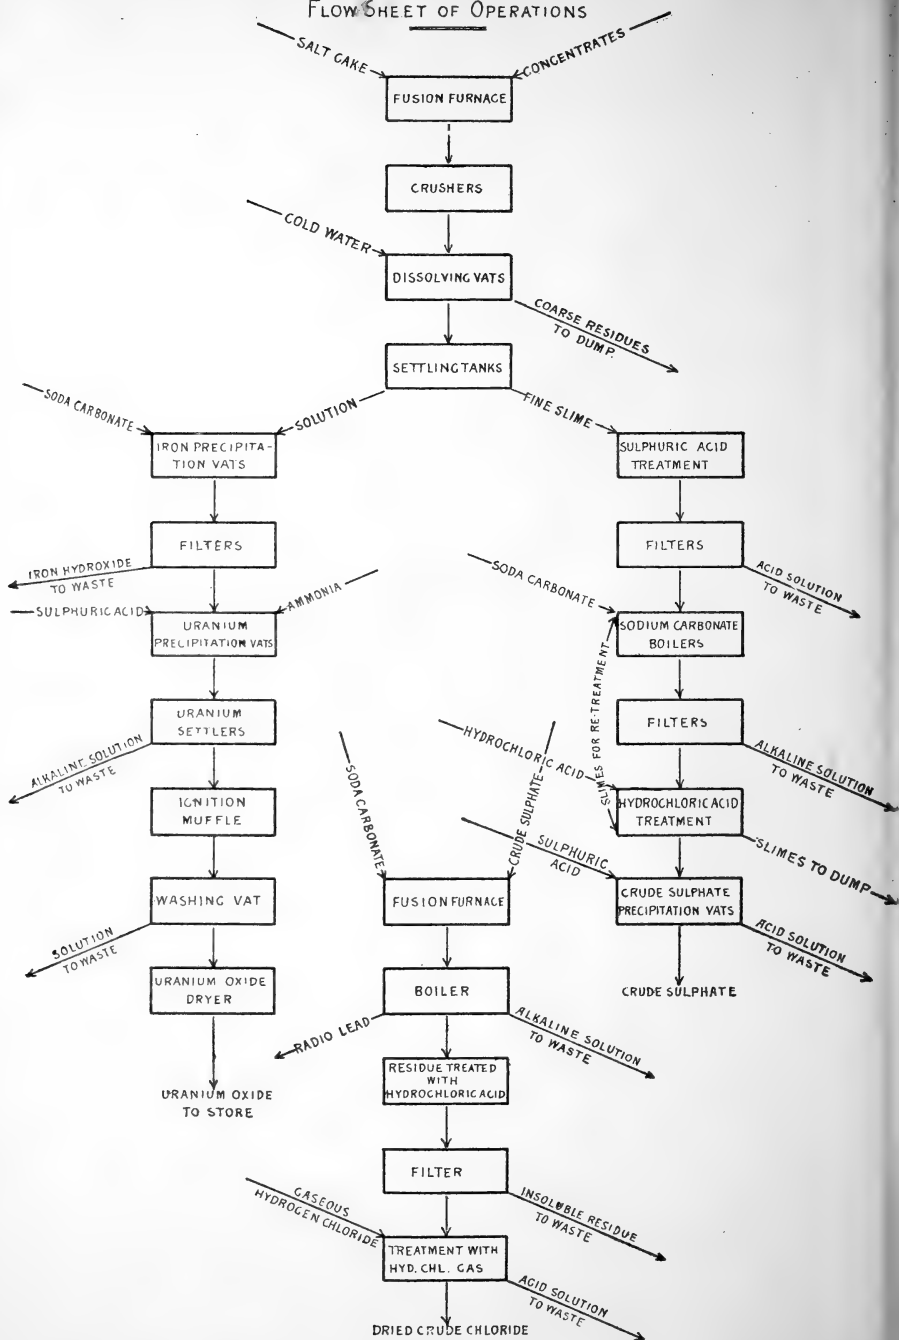 FLOW SHEET OF OPERATIONS
SALT CAKE
CONCENTRATES
FUSION FURNACE
CRUSHERS
COLD WATER
DISSOLVING VATS
COARSE RESIDUES
TO DUMP.
SETTLING TANKS
SOLUTION
FINE SLIME
SODA CARBONATE
IRON PRECIPITA-
TION VATS
FILTERS
IRON HYDROXIDE
TO WASTE
SULPHURIC ACID
AMMONIA
URANIUM
PRECIPITATION VATS
URANIUM
SETTLERS
ALKALINE SOLUTION
TO WASTE
IGNITION
MUFFLE
WASHING VAT
SOLUTION
TO WASTE
URANIUM OXIDE
DRYER
URANIUM OXIDE
TO STORE
SULPHURIC ACID
TREATMENT
FILTERS
ACID SOLUTION
TO WASTE
SODA CARBONATE
SODIUM CARBONATE
BOILERS
SLIMES FOR RE-TREATMENT
FILTERS
ALKALINE SOLUTION
TO WASTE
HYDROCHLORIC ACID
HYDROCHLORIC ACID
TREATMENT
SLIMES TO DUMP
SULPHURIC
ACID
CRUDE SULPHATE
PRECIPITATION VATS
ACID SOLUTION
TO WASTE
CRUDE SULPHATE
SODA CARBONATE
CRUDE SULPHATE
FUSION FURNACE
BOILER
RADIO LEAD
ALKALINE SOLUTION
TO WASTE
RESIDUE TREATED
WITH
HYDROCHLORIC ACID
FILTER
INSOLUBLE RESIDUE
TO WASTE
GASEOUS
HYDROGEN CHLORIDE
TREATMENT WITH
HYD. CHL. GAS
ACID SOLUTION
TO WASTE
DRIED CRUDE CHLORIDE